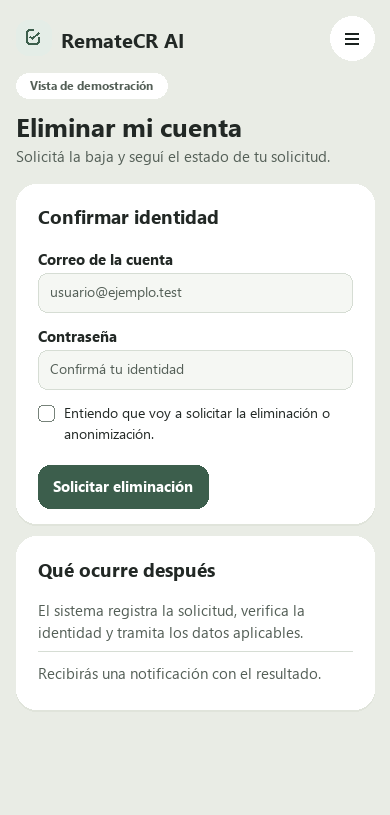 RemateCR AI
Vista de demostración
Eliminar mi cuenta
Solicitá la baja y seguí el estado de tu solicitud.
Confirmar identidad
Correo de la cuenta
usuario@ejemplo.test
Contraseña
Confirmá tu identidad
Entiendo que voy a solicitar la eliminación o
anonimización.
Solicitar eliminación
Qué ocurre después
El sistema registra la solicitud, verifica la
identidad y tramita los datos aplicables.
Recibirás una notificación con el resultado.